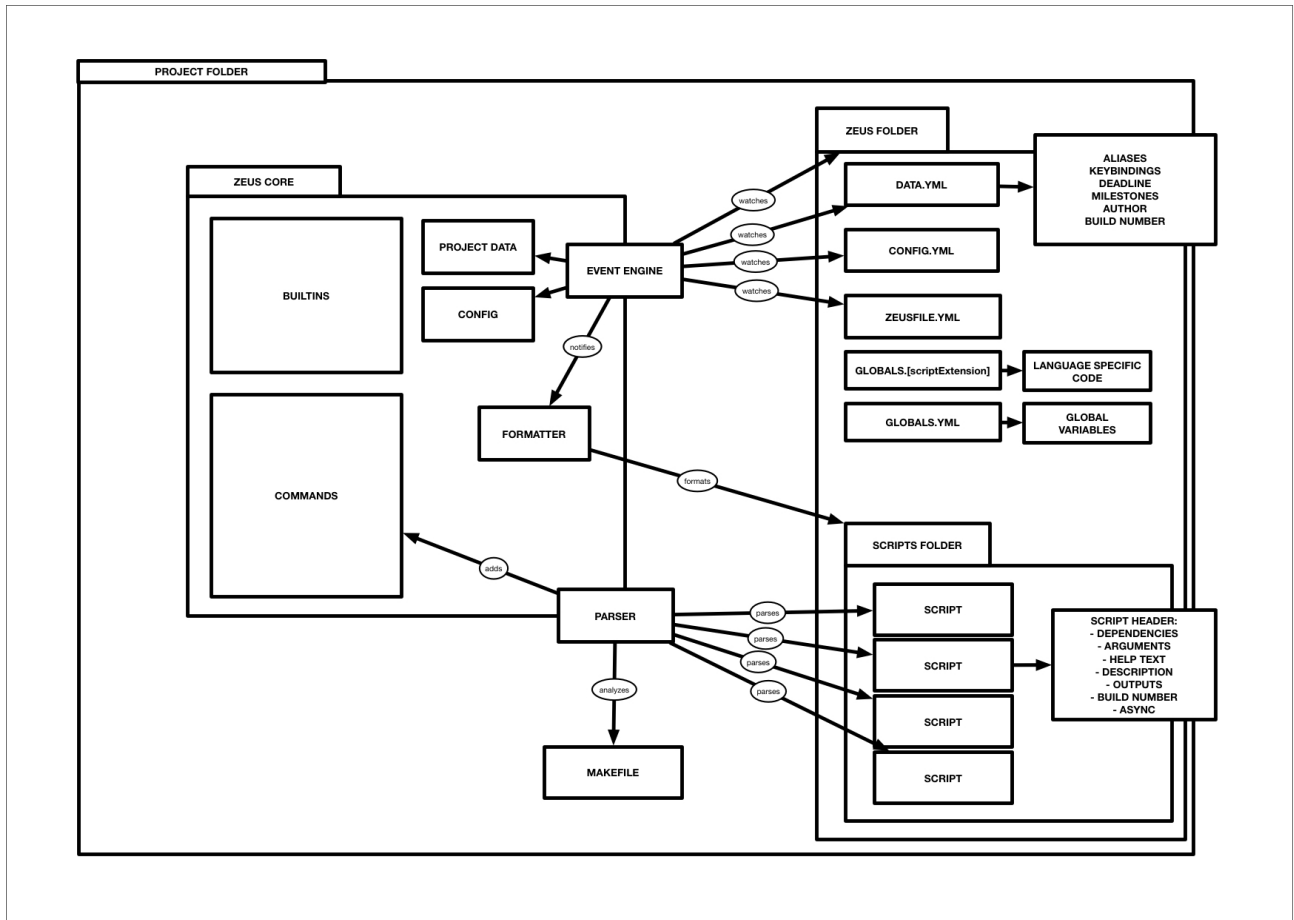 PROJECT FOLDER
ZEUS FOLDER
ZEUS CORE
BUILTINS
PROJECT DATA
CONFIG
EVENT ENGINE
COMMANDS
FORMATTER
PARSER
MAKEFILE
watches
watches
watches
watches
notifies
formats
adds
analyzes
parses
parses
parses
parses
DATA.YML
ALIASES
KEYBINDINGS
DEADLINE
MILESTONES
AUTHOR
BUILD NUMBER
CONFIG.YML
ZEUSFILE.YML
GLOBALS.[scriptExtension]
LANGUAGE SPECIFIC
CODE
GLOBALS.YML
GLOBAL
VARIABLES
SCRIPTS FOLDER
SCRIPT
SCRIPT
SCRIPT
SCRIPT
SCRIPT HEADER:
- DEPENDENCIES
- ARGUMENTS
- HELP TEXT
- DESCRIPTION
- OUTPUTS
- BUILD NUMBER
- ASYNC